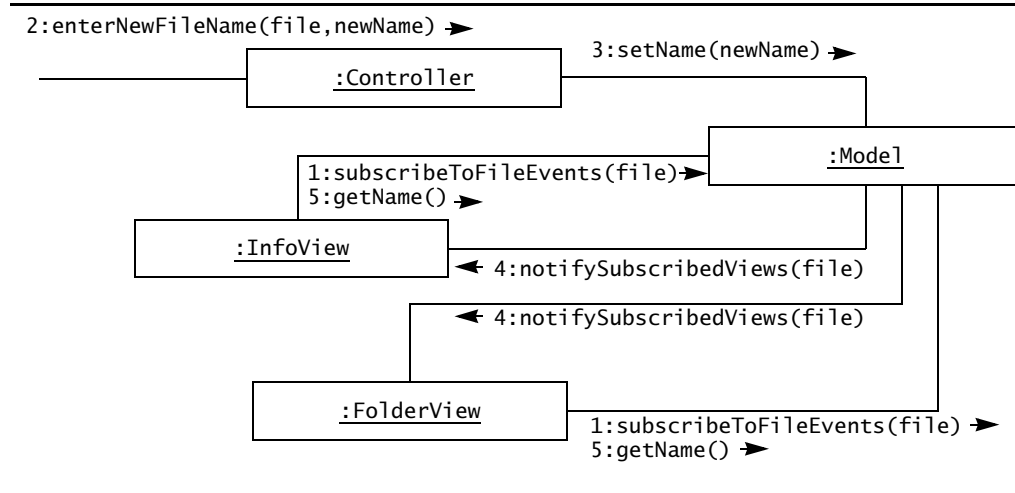 2:enterNewFileName(file,newName)
3:setName(newName)
:Controller
:Model
1:subscribeToFileEvents(file)
5:getName()
:InfoView
4:notifySubscribedViews(file)
4:notifySubscribedViews(file)
:FolderView
1:subscribeToFileEvents(file)
5:getName()